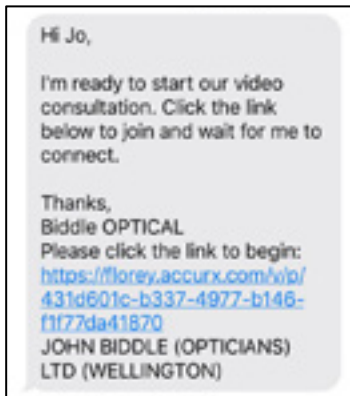 Hi Jo,
I'm ready to start our video
consultation. Click the link
below to join and wait for me to
connect.
Thanks,
Biddle OPTICAL
Please click the link to begin:
https://florey.accurx.com/v/p/
431d601c-b337-4977-b146-
f1f77da41870
JOHN BIDDLE (OPTICIANS)
LTD (WELLINGTON)